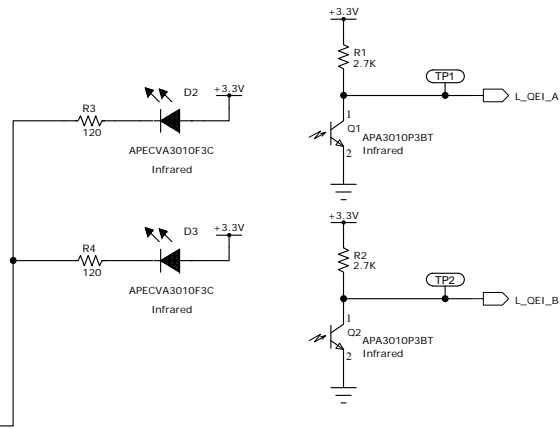 D2
+3.3V
R3
120
APECVA3010F3C
Infrared
D3
+3.3V
R4
120
APECVA3010F3C
Infrared
+3.3V
R1
2.7K
TP1
L_QEI_A
1
Q1
APA3010P3BT
2
Infrared
+3.3V
R2
2.7K
TP2
L_QEI_B
1
Q2
APA3010P3BT
2
Infrared